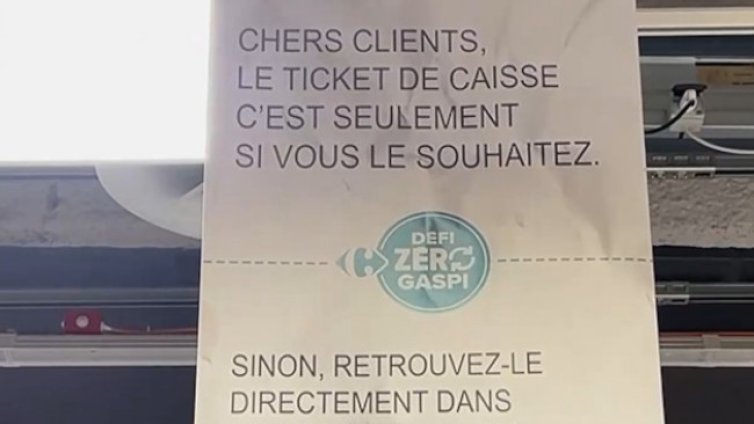 CHERS CLIENTS,
LE TICKET DE CAISSE
C'EST SEULEMENT
SI VOUS LE SOUHAITEZ.
DEFI
ZÉRO
GASPI
SINON, RETROUVEZ-LE
DIRECTEMENT DANS